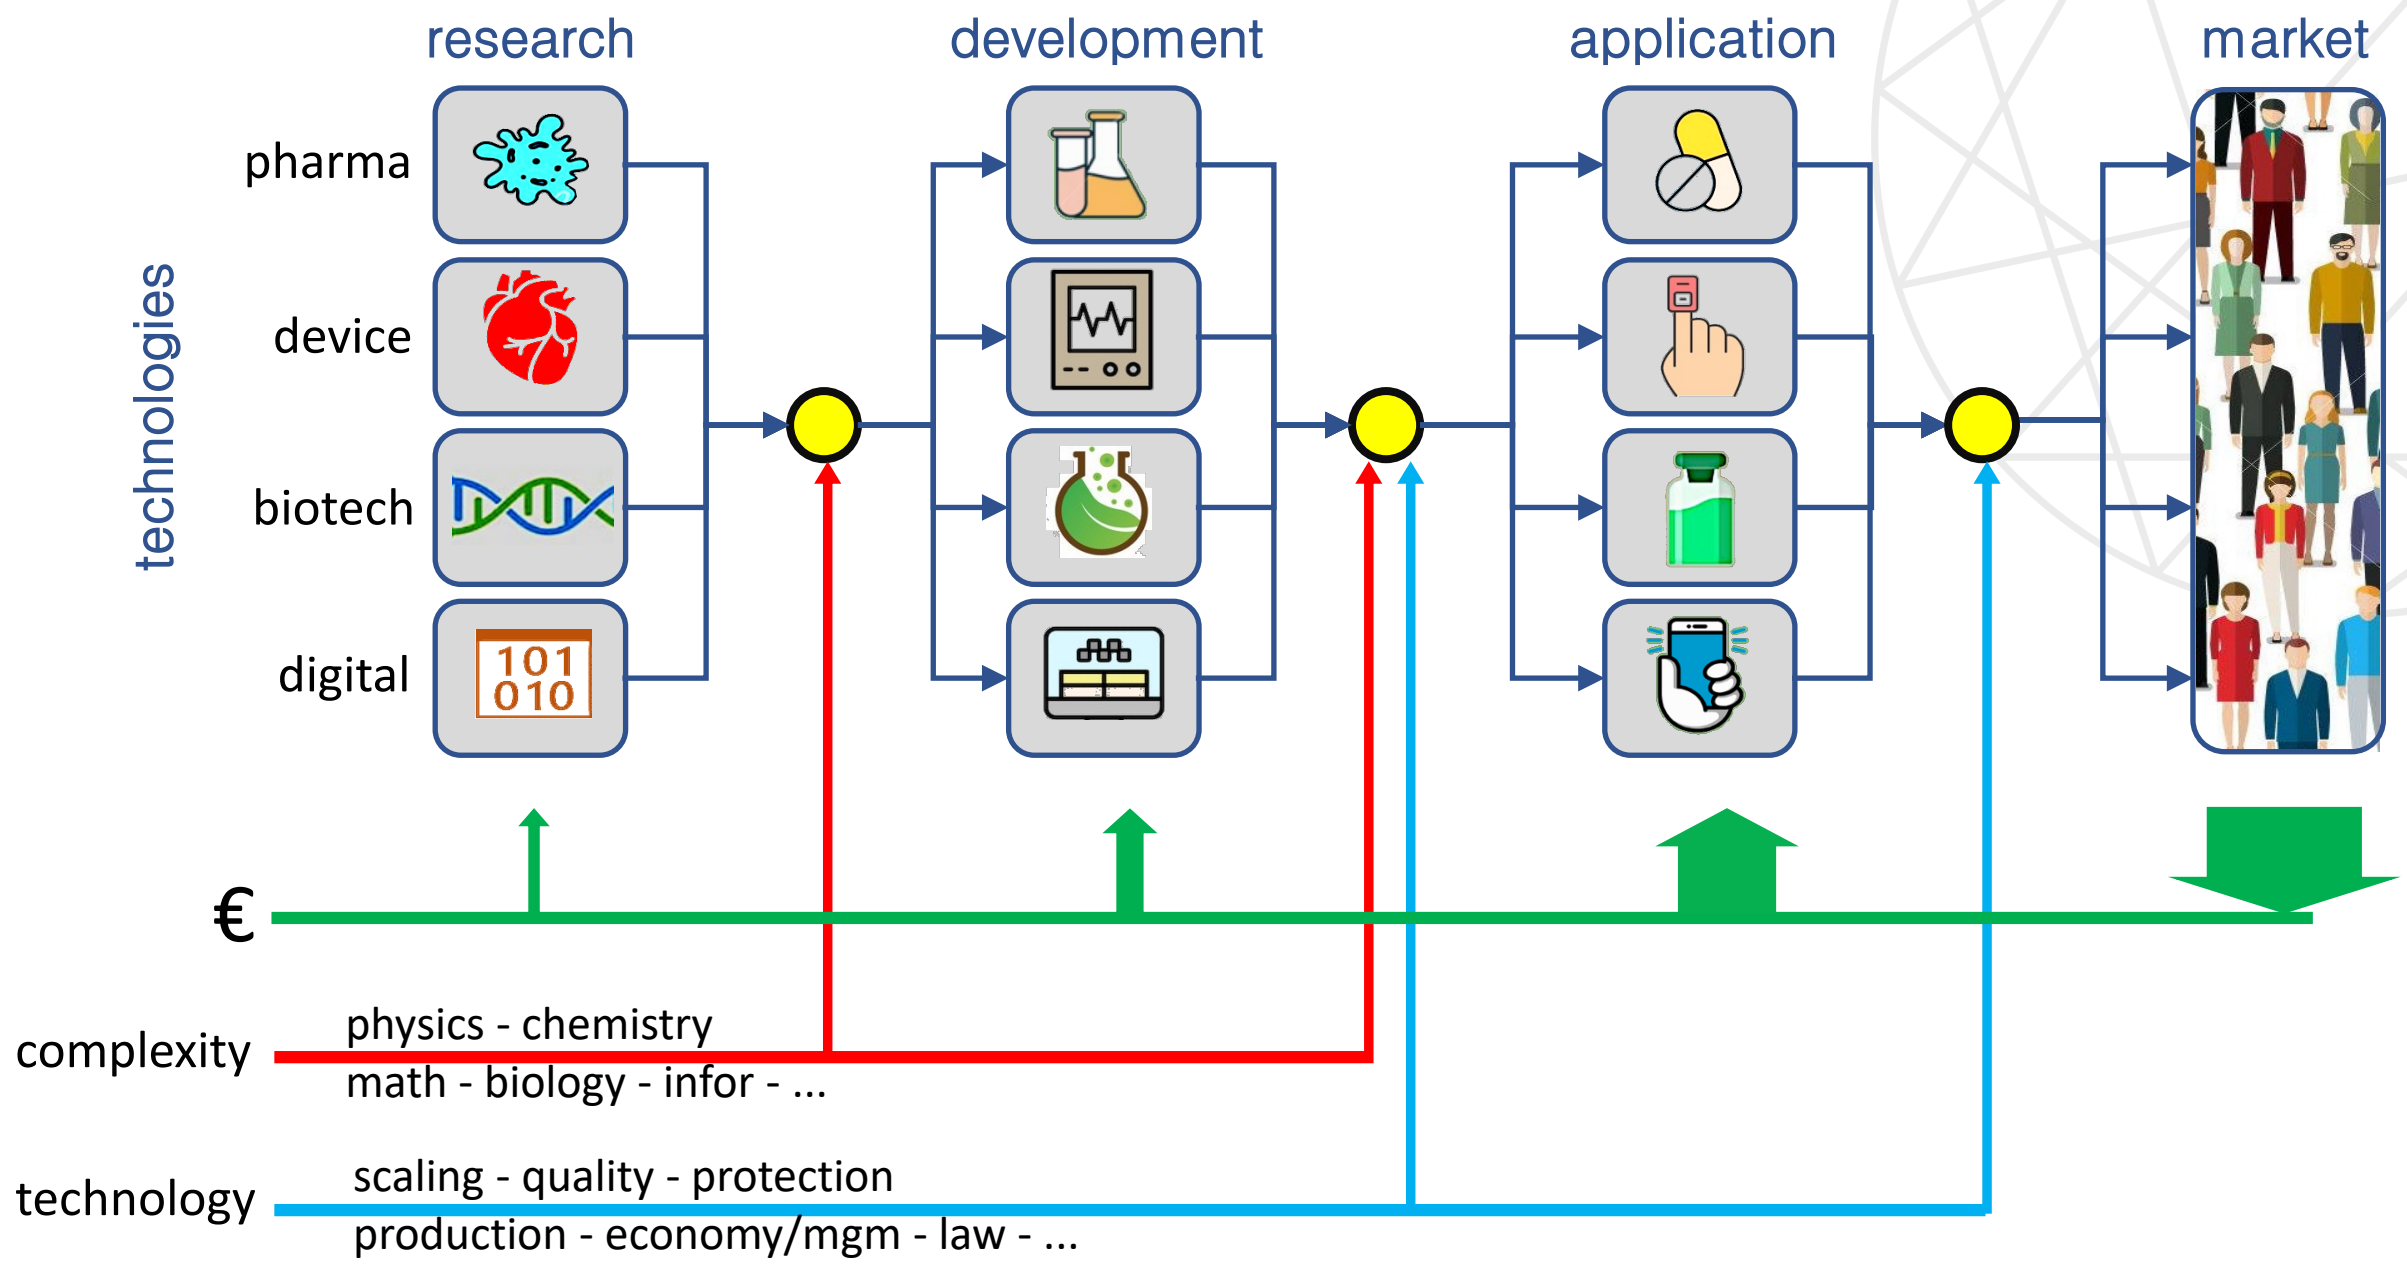 research
development
application
market
technologies
pharma
device
biotech
digital
101
010
€
complexity
physics - chemistry
math - biology - infor - ...
technology
scaling - quality - protection
production - economy/mgm - law - ...